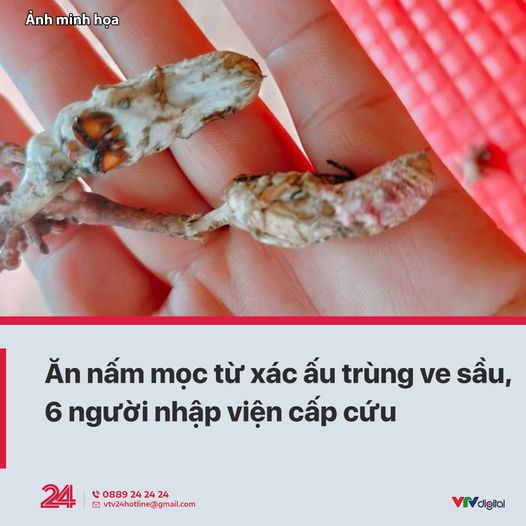 Ảnh minh họa
Ăn nấm mọc từ xác ấu trùng ve sầu,
6 người nhập viện cấp cứu
24
0889 24 24 24
vtv24hotline@gmail.com
VTVdigital